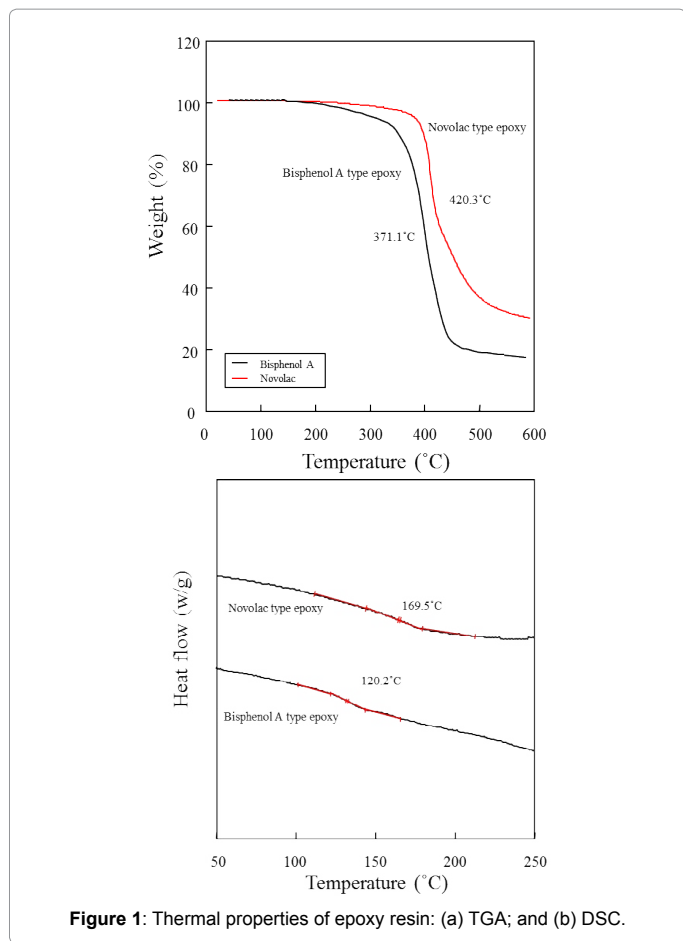 120
100
80
60
40
20
0
Weight (%)
Novolac type epoxy
Bisphenol A type epoxy
420.3˚C
371.1˚C
Bisphenol A
Novolac
0 100 200 300 400 500 600
Temperature (˚C)
Heat flow (w/g)
169.5˚C
Novolac type epoxy
120.2˚C
Bisphenol A type epoxy
50 100 150 200 250
Temperature (˚C)
Figure 1: Thermal properties of epoxy resin: (a) TGA; and (b) DSC.